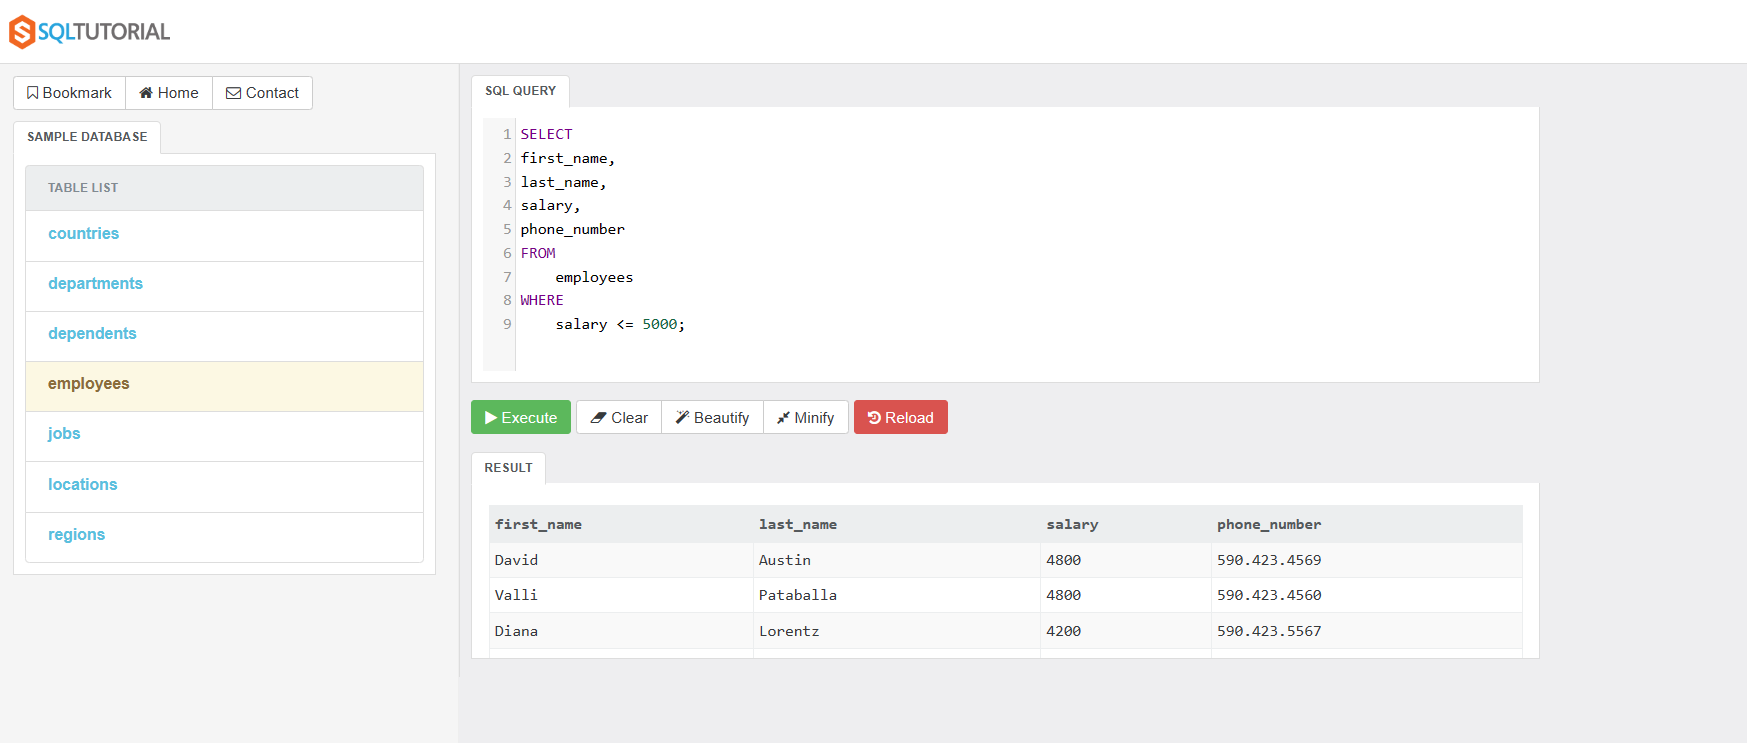 SQLTUTORIAL
Bookmark Home Contact
SAMPLE DATABASE
TABLE LIST
countries
departments
dependents
employees
jobs
locations
regions
SQL QUERY
1 SELECT
2 first_name,
3 last_name,
4 salary,
5 phone_number
6 FROM
7 employees
8 WHERE
9 salary <= 5000;
Execute Clear Beautify Minify Reload
RESULT
first_name last_name salary phone_number
David Austin 4800 590.423.4569
Valli Pataballa 4800 590.423.4560
Diana Lorentz 4200 590.423.5567